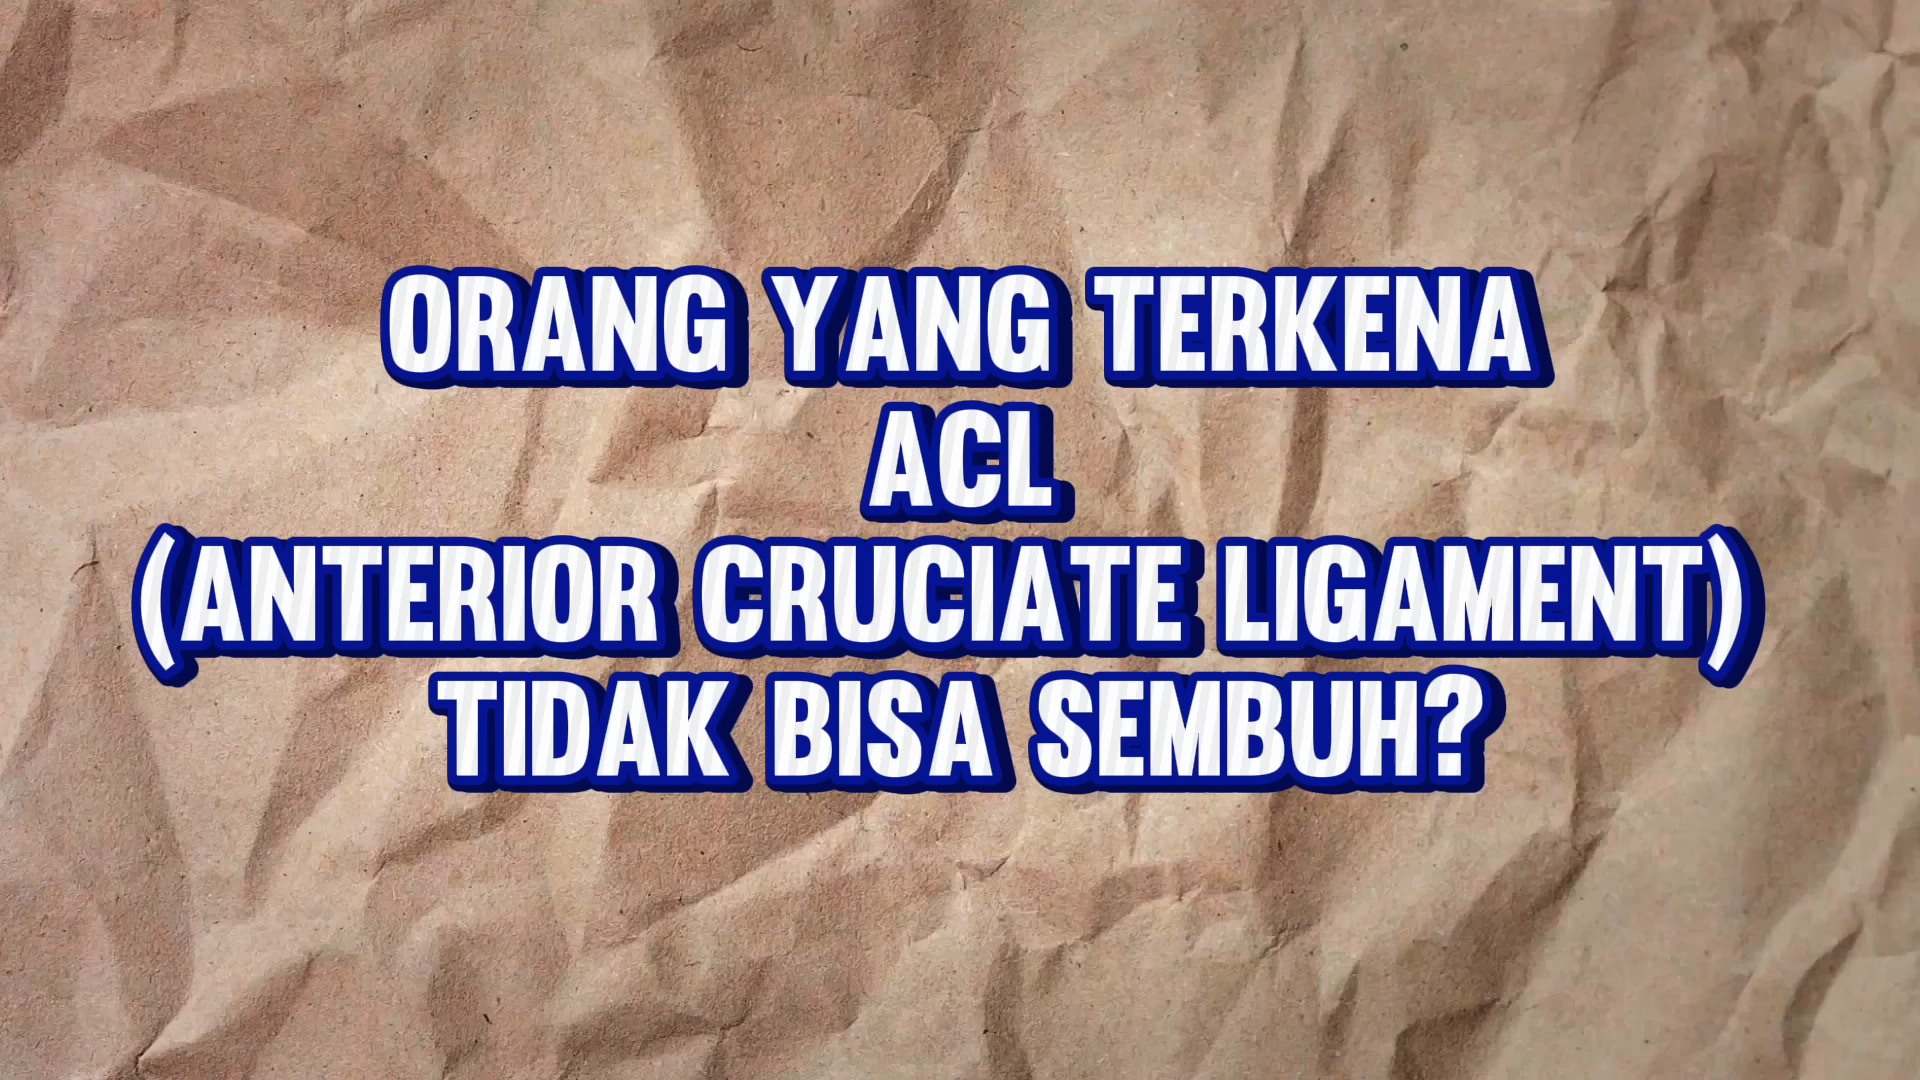 ORANG YANG TERKENA
ACL
(ANTERIOR CRUCIATE LIGAMENT)
TIDAK BISA SEMBUH?